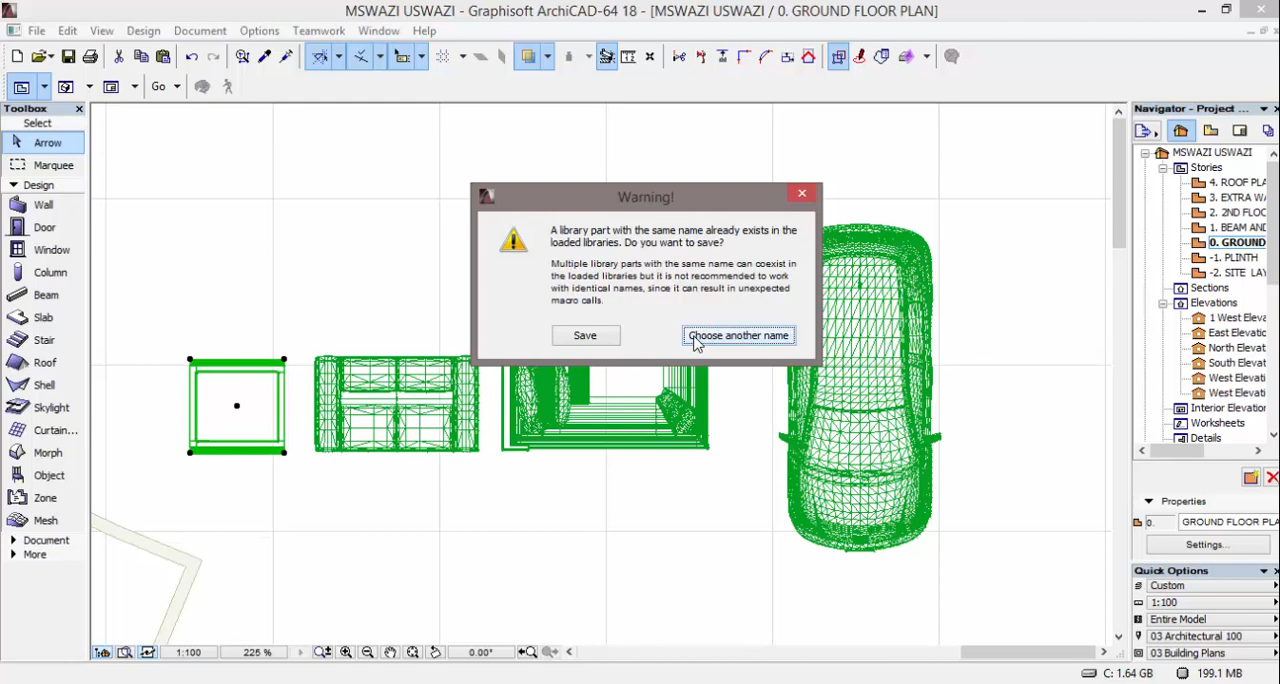 MSWAZI USWAZI - Graphisoft ArchiCAD-64 18 - [MSWAZI USWAZI / 0. GROUND FLOOR PLAN]
File Edit View Design Document Options Teamwork Window Help
Go
Toolbox
Select
Arrow
Marquee
Design
Wall
Door
Window
Column
Beam
Slab
Stair
Roof
Shell
Skylight
Curtain...
Morph
Object
Zone
Mesh
Document
More
Warning!
A library part with the same name already exists in the
loaded libraries. Do you want to save?
Multiple library parts with the same name can coexist in
the loaded libraries but it is not recommended to work
with identical names, since it can result in unexpected
macro calls.
Save Choose another name
Navigator - Project ...
MSWAZI USWAZI
Stories
4. ROOF PLA
3. EXTRA WA
2. 2ND FLOC
1. BEAM AND
0. GROUND
-1. PLINTH
-2. SITE LAY
Sections
Elevations
1 West Elevat
East Elevatio
North Elevat
South Elevat
West Elevati
West Elevati
Interior Elevation
Worksheets
Details
Properties
0. GROUND FLOOR PLA
Settings...
Quick Options
Custom
1:100
Entire Model
03 Architectural 100
03 Building Plans
1:100 225 % 0.00°
C: 1.64 GB 199.1 MB